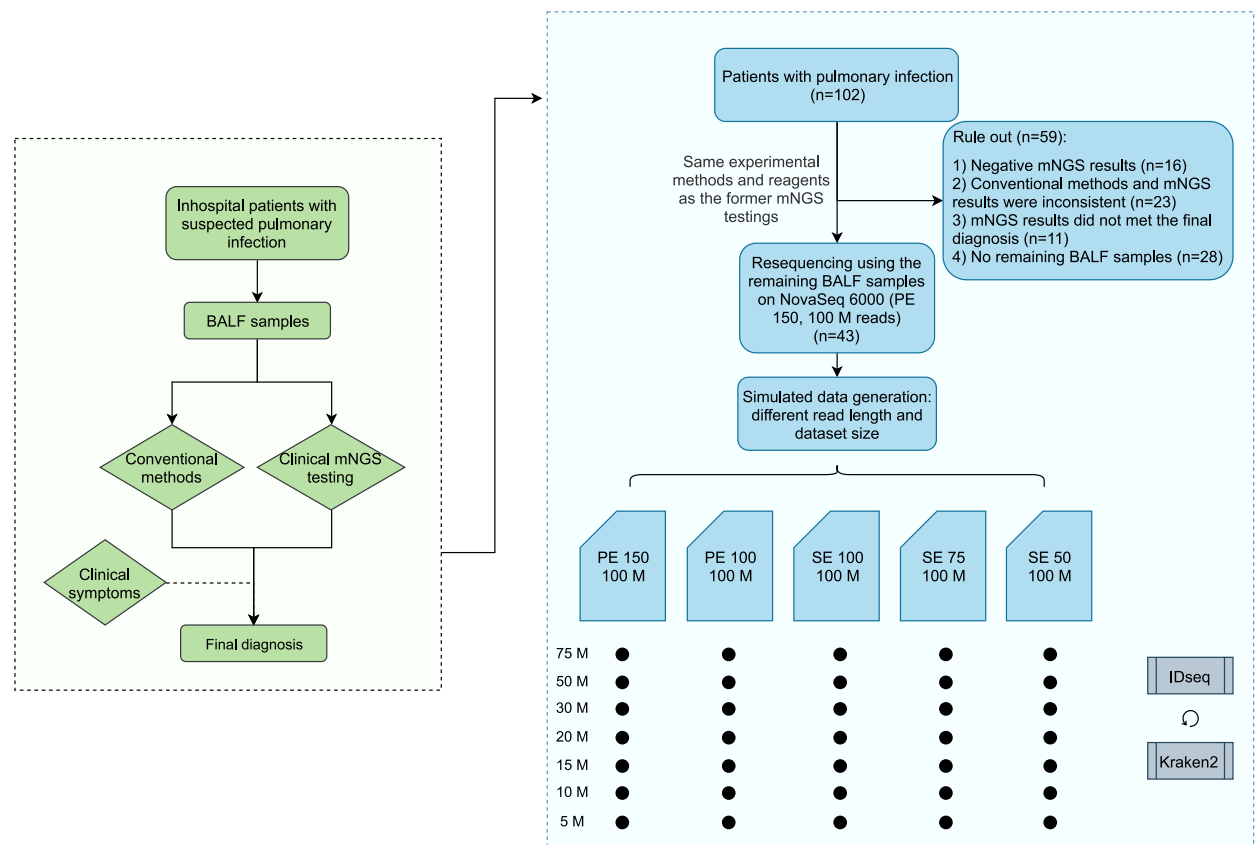 Inhospital patients with
suspected pulmonary
infection
BALF samples
Conventional
methods
Clinical mNGS
testing
Clinical
symptoms
Final diagnosis
Patients with pulmonary infection
(n=102)
Same experimental
methods and reagents
as the former mNGS
testings
Rule out (n=59):
1) Negative mNGS results (n=16)
2) Conventional methods and mNGS
results were inconsistent (n=23)
3) mNGS results did not met the final
diagnosis (n=11)
4) No remaining BALF samples (n=28)
Resequencing using the
remaining BALF samples
on NovaSeq 6000 (PE
150, 100 M reads)
(n=43)
Simulated data generation:
different read length and
dataset size
PE 150
100 M
PE 100
100 M
SE 100
100 M
SE 75
100 M
SE 50
100 M
75 M
50 M
30 M
20 M
15 M
10 M
5 M
IDseq
Kraken2